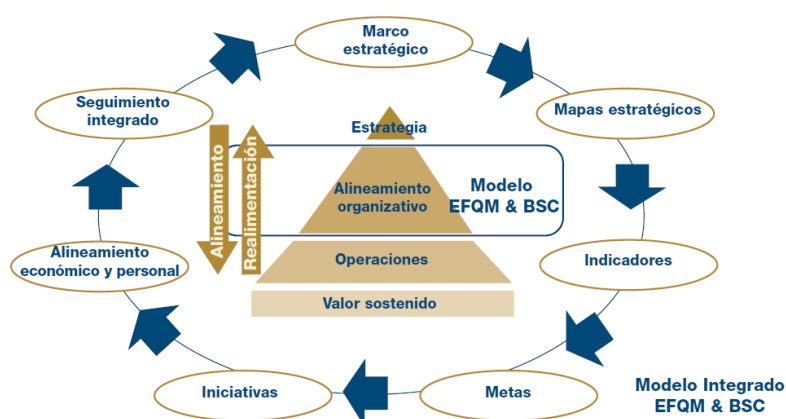 Marco
estratégico
Mapas estratégicos
Indicadores
Metas
Iniciativas
Alineamiento
económico y personal
Seguimiento
integrado
Alineamiento
Realimentación
Estrategia
Alineamiento
organizativo
Modelo
EFQM & BSC
Operaciones
Valor sostenido
Modelo Integrado
EFQM & BSC